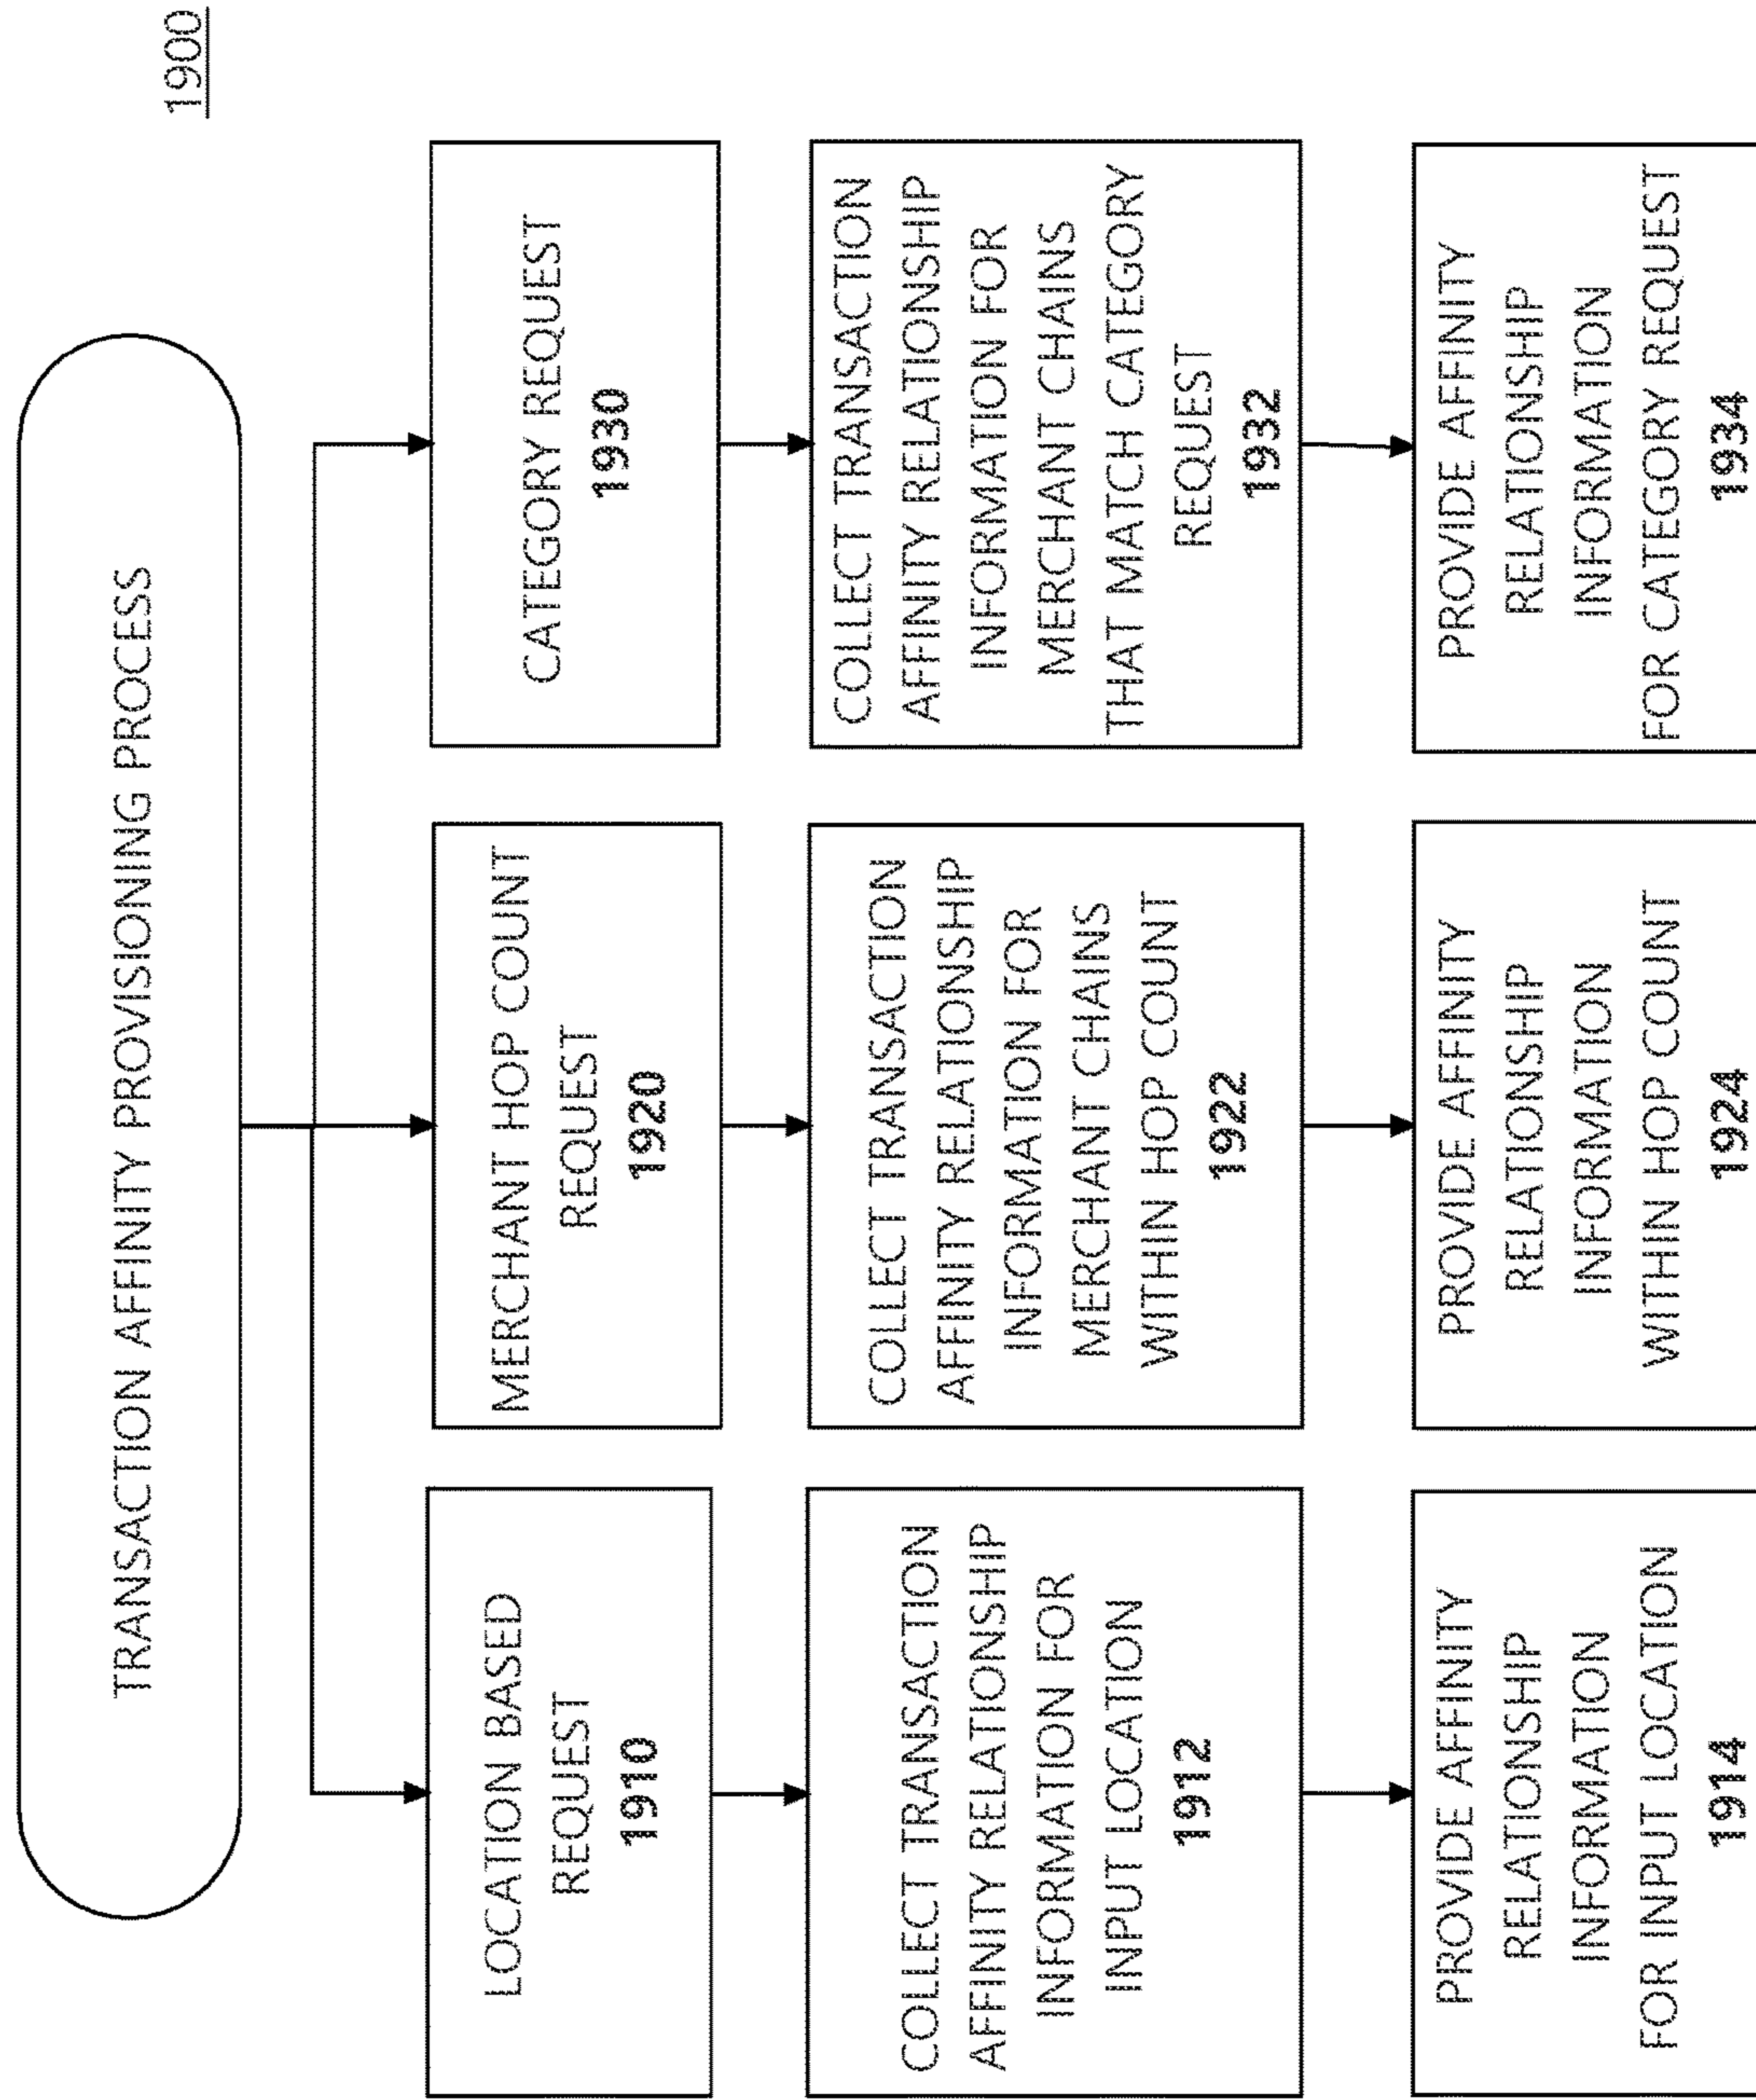 1900
TRANSACTION AFFINITY PROVISIONING PROCESS
LOCATION BASED
REQUEST
1910
MERCHANT HOP COUNT
REQUEST
1920
CATEGORY REQUEST
1930
COLLECT TRANSACTION
AFFINITY RELATIONSHIP
INFORMATION FOR
INPUT LOCATION
1912
COLLECT TRANSACTION
AFFINITY RELATIONSHIP
INFORMATION FOR
MERCHANT CHAINS
WITHIN HOP COUNT
1922
COLLECT TRANSACTION
AFFINITY RELATIONSHIP
INFORMATION FOR
MERCHANT CHAINS
THAT MATCH CATEGORY
REQUEST
1932
PROVIDE AFFINITY
RELATIONSHIP
INFORMATION
FOR INPUT LOCATION
1914
PROVIDE AFFINITY
RELATIONSHIP
INFORMATION
WITHIN HOP COUNT
1924
PROVIDE AFFINITY
RELATIONSHIP
INFORMATION
FOR CATEGORY REQUEST
1934